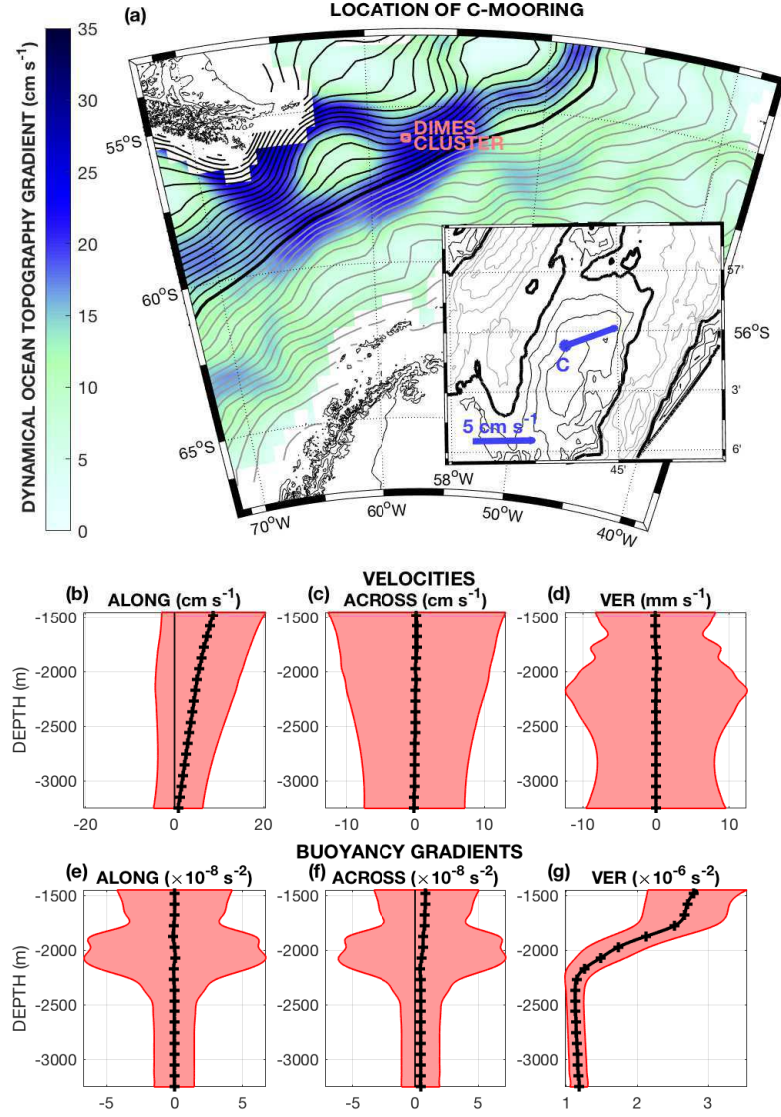 (a)
LOCATION OF C-MOORING
DYNAMICAL OCEAN TOPOGRAPHY GRADIENT (cm s⁻¹)
35
30
25
20
15
10
5
0
55°S
60°S
65°S
70°W
60°W
50°W
40°W
DIMES
CLUSTER
57'
56°S
3'
6'
58°W
45'
C
5 cm s⁻¹
VELOCITIES
(b) ALONG (cm s⁻¹)
(c) ACROSS (cm s⁻¹)
(d) VER (mm s⁻¹)
DEPTH (m)
-1500
-2000
-2500
-3000
-20 0 20
-10 0 10
-10 0 10
BUOYANCY GRADIENTS
(e) ALONG (×10⁻⁸ s⁻²)
(f) ACROSS (×10⁻⁸ s⁻²)
(g) VER (×10⁻⁶ s⁻²)
DEPTH (m)
-1500
-2000
-2500
-3000
-5 0 5
-5 0 5
1 2 3